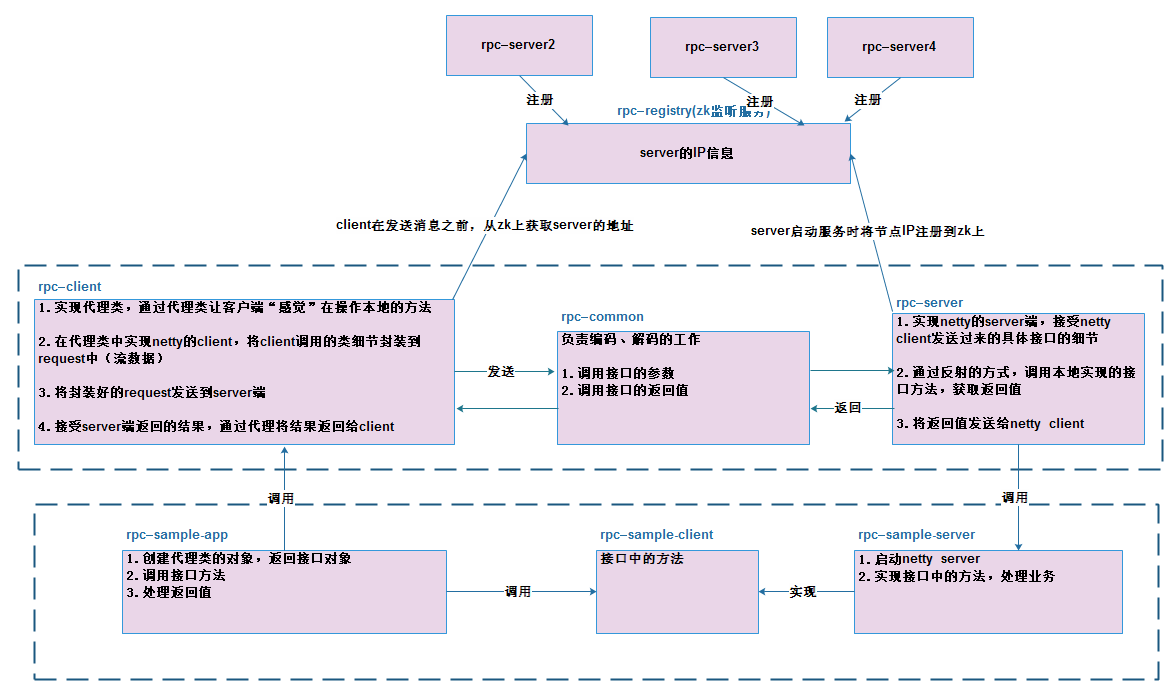 rpc–server2
rpc–server3
rpc–server4
注册
注册
注册
rpc–registry(zk监听服务)
server的IP信息
client在发送消息之前，从zk上获取server的地址
server启动服务时将节点IP注册到zk上
rpc–client
1. 实现代理类，通过代理类让客户端“感觉”在操作本地的方法
2. 在代理类中实现netty的client，将client调用的类细节封装到
request中（流数据）
3. 将封装好的request发送到server端
4. 接受server端返回的结果，通过代理将结果返回给client
发送
rpc–common
负责编码、解码的工作
1. 调用接口的参数
2. 调用接口的返回值
返回
rpc–server
1. 实现netty的server端，接受netty
client发送过来的具体接口的细节
2. 通过反射的方式，调用本地实现的接
口方法，获取返回值
3. 将返回值发送给netty client
调用
调用
rpc–sample-app
1. 创建代理类的对象，返回接口对象
2. 调用接口方法
3. 处理返回值
调用
rpc–sample-client
接口中的方法
实现
rpc–sample-server
1. 启动netty server
2. 实现接口中的方法，处理业务